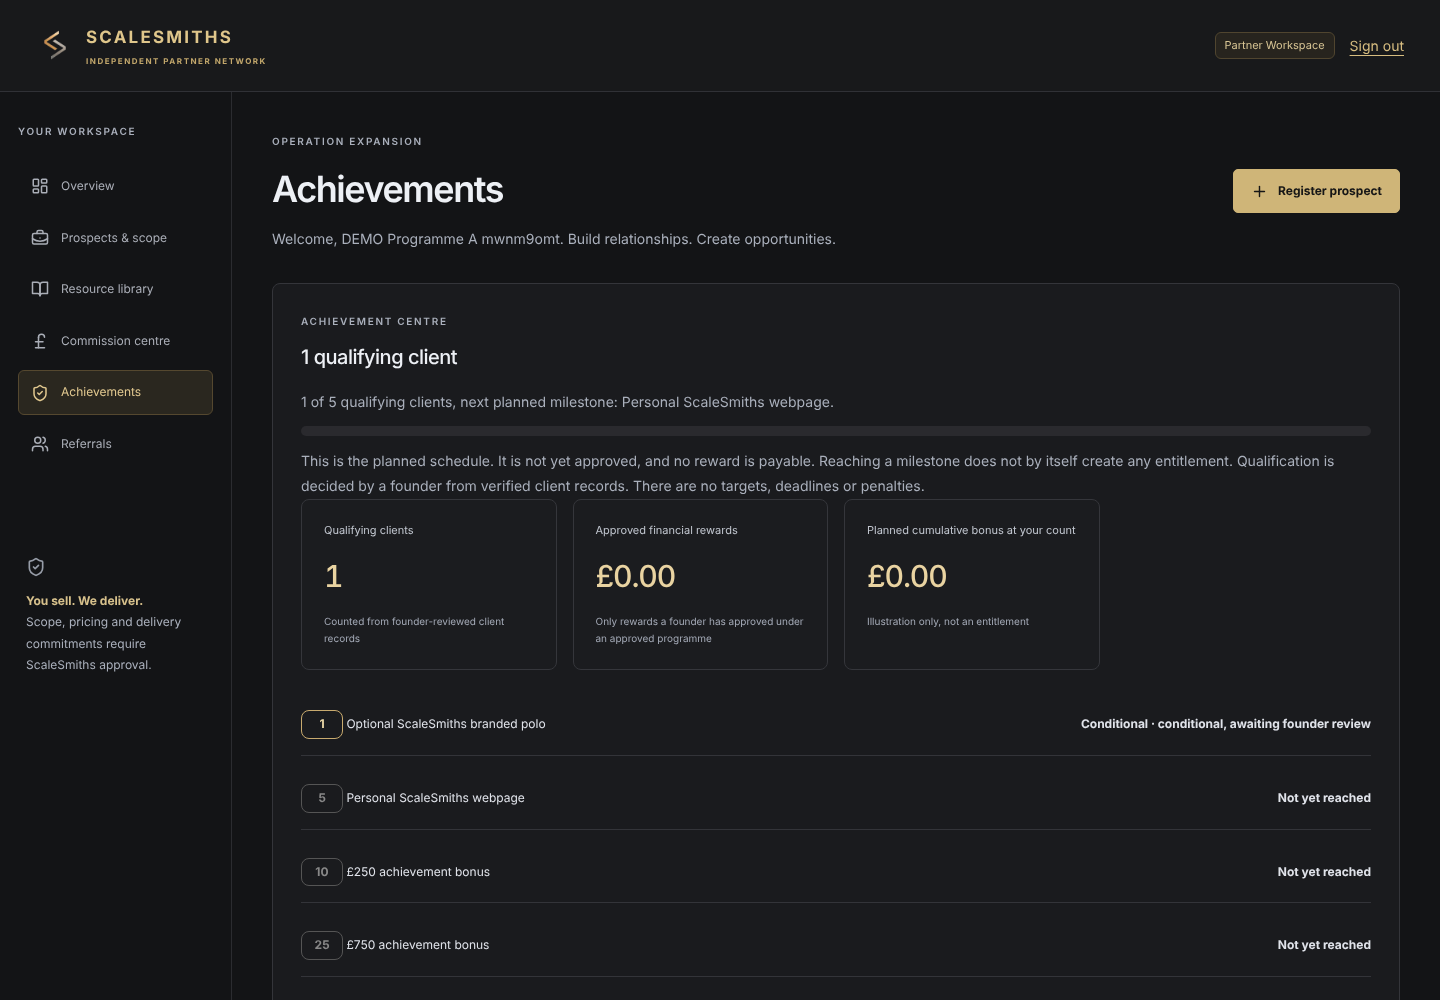 SCALESMITHS
INDEPENDENT PARTNER NETWORK
Partner Workspace
Sign out
YOUR WORKSPACE
Overview
Prospects & scope
Resource library
Commission centre
Achievements
Referrals
You sell. We deliver.
Scope, pricing and delivery
commitments require
ScaleSmiths approval.
OPERATION EXPANSION
Achievements
Register prospect
Welcome, DEMO Programme A mwnm9omt. Build relationships. Create opportunities.
ACHIEVEMENT CENTRE
1 qualifying client
1 of 5 qualifying clients, next planned milestone: Personal ScaleSmiths webpage.
This is the planned schedule. It is not yet approved, and no reward is payable. Reaching a milestone does not by itself create any entitlement. Qualification is
decided by a founder from verified client records. There are no targets, deadlines or penalties.
Qualifying clients
1
Counted from founder-reviewed client
records
Approved financial rewards
£0.00
Only rewards a founder has approved under
an approved programme
Planned cumulative bonus at your count
£0.00
Illustration only, not an entitlement
1 Optional ScaleSmiths branded polo Conditional · conditional, awaiting founder review
5 Personal ScaleSmiths webpage Not yet reached
10 £250 achievement bonus Not yet reached
25 £750 achievement bonus Not yet reached